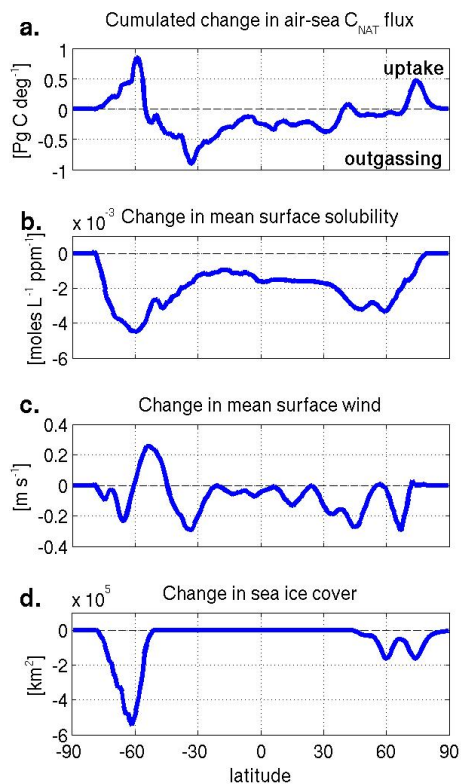 a. Cumulated change in air-sea C_NAT flux
[Pg C deg⁻¹]
1
0.5
0
-0.5
-1
uptake
outgassing
b. x 10⁻³ Change in mean surface solubility
[moles L⁻¹ ppm⁻¹]
0
-2
-4
-6
c. Change in mean surface wind
[m s⁻¹]
0.4
0.2
0
-0.2
-0.4
d. x 10⁵ Change in sea ice cover
[km²]
0
-2
-4
-6
-90 -60 -30 0 30 60 90
latitude